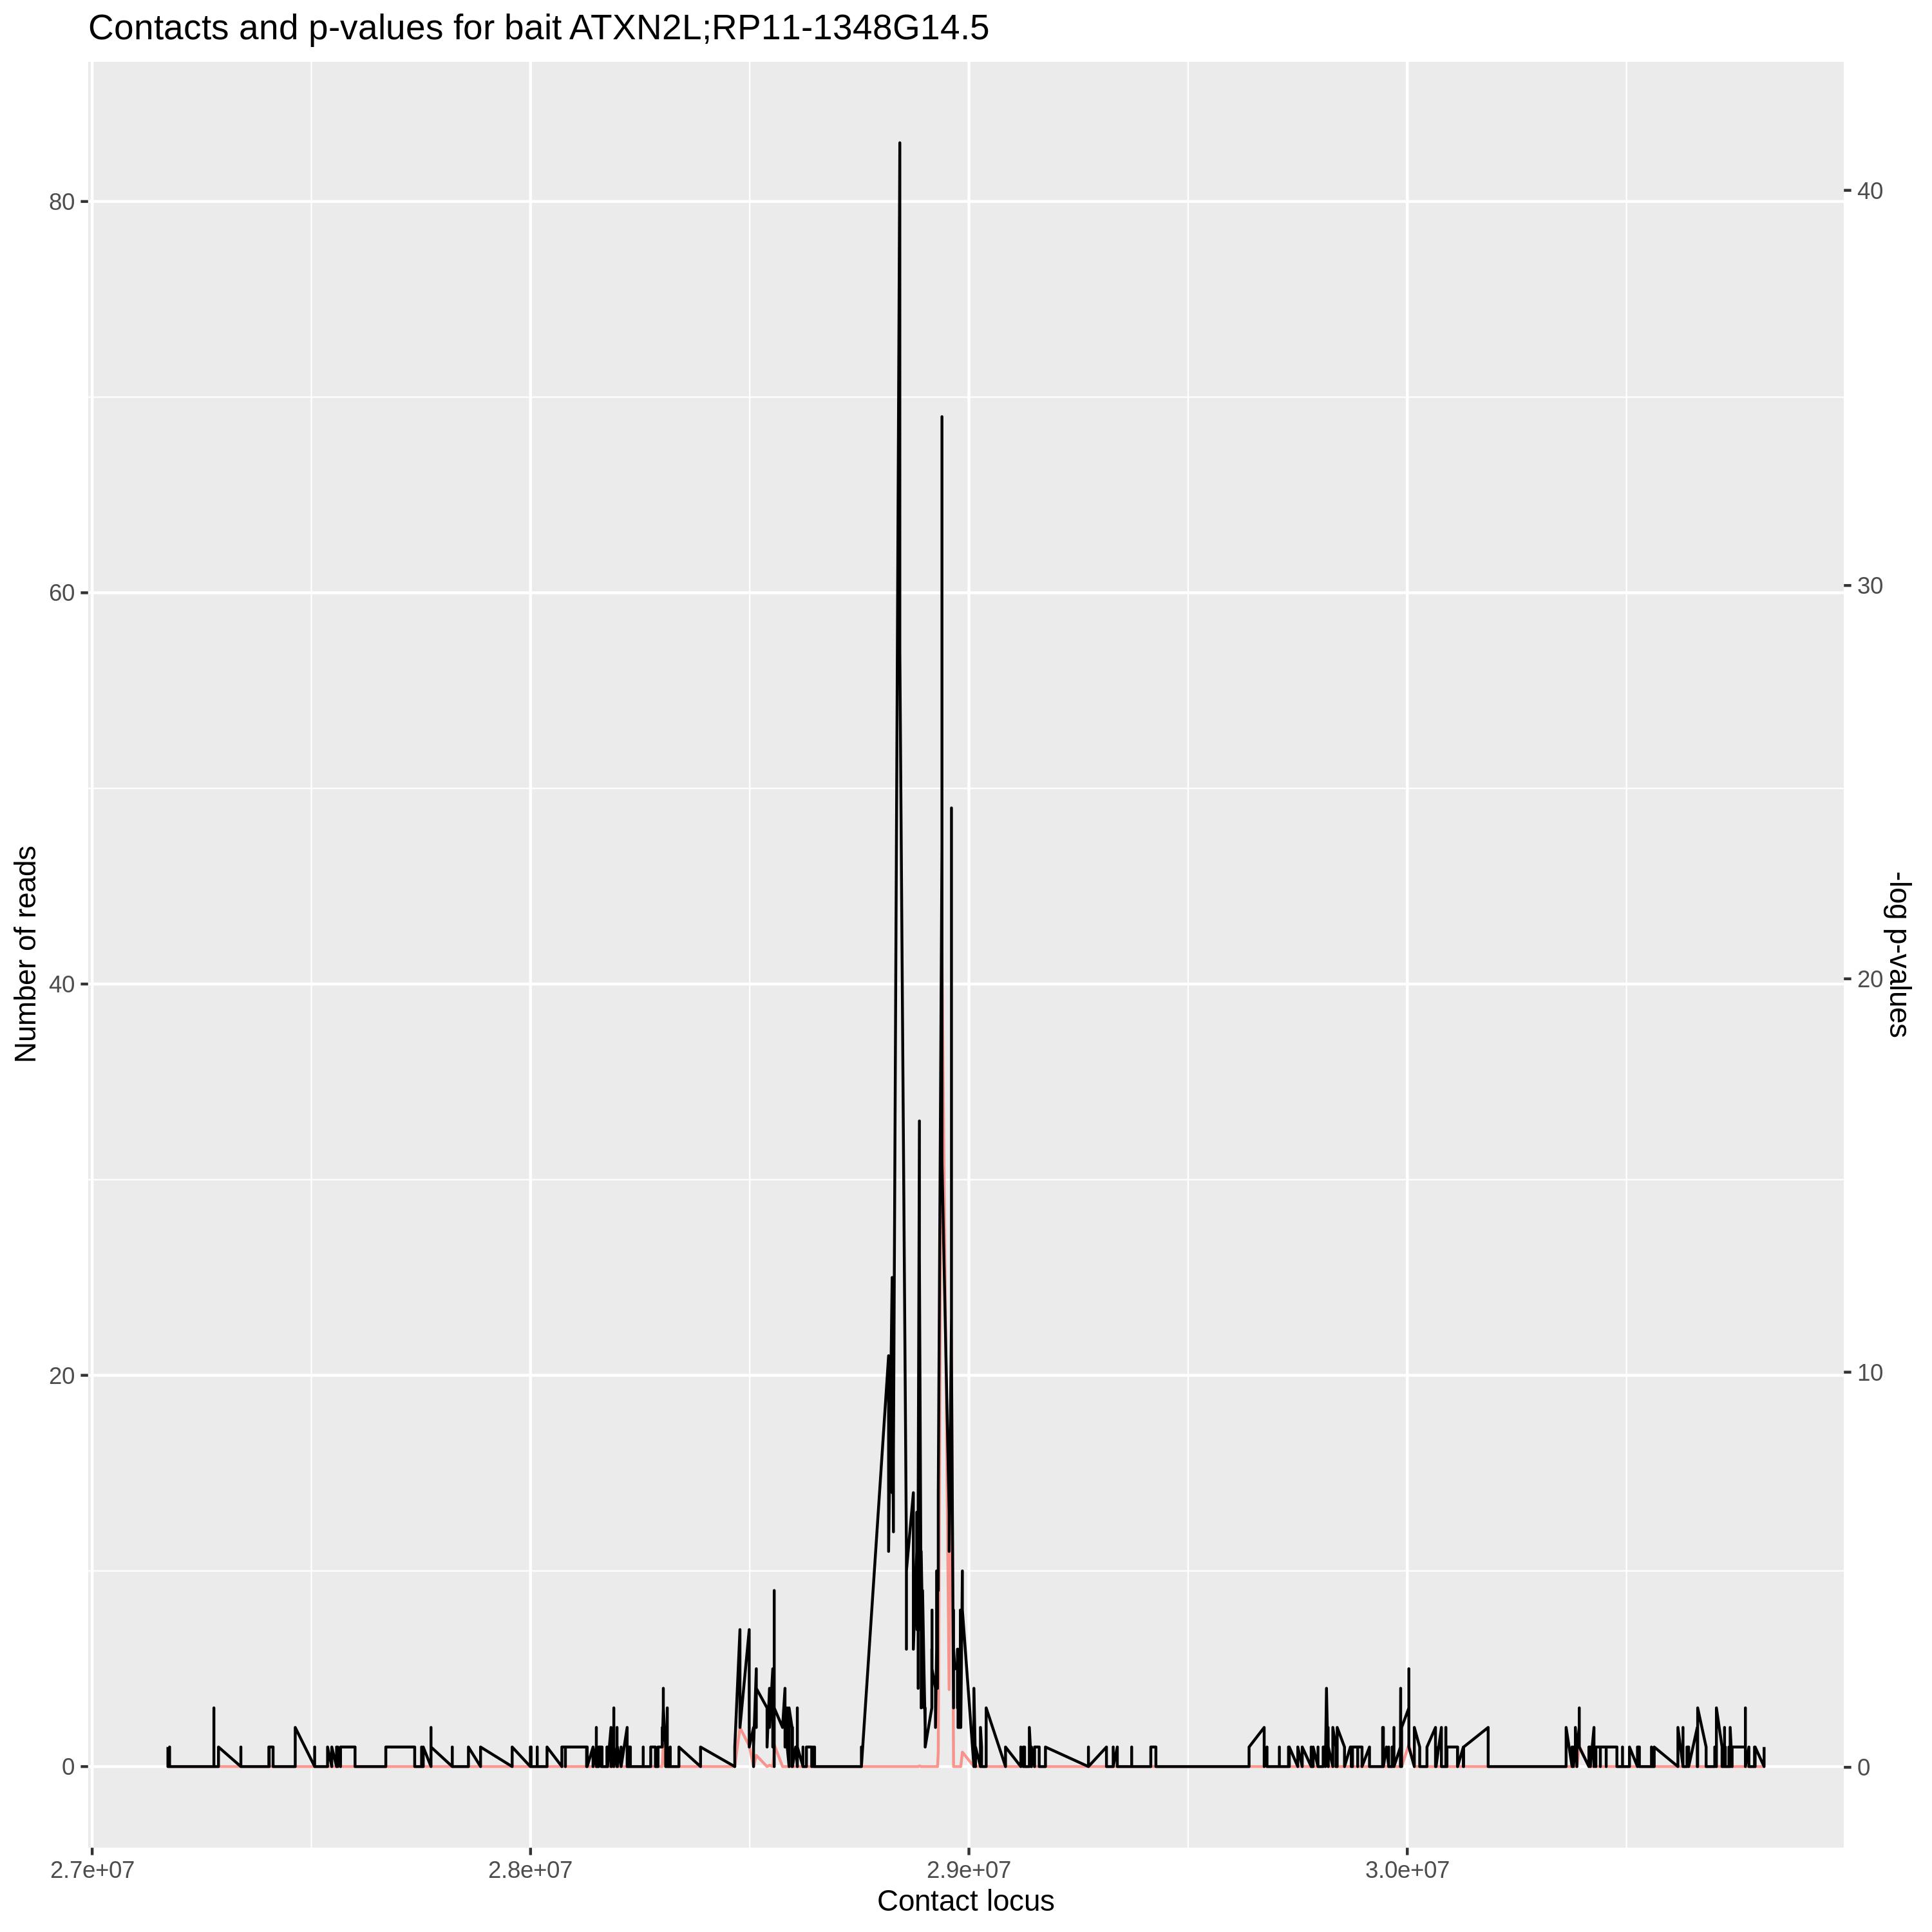 Contacts and p-values for bait ATXN2L;RP11-1348G14.5
80
60
40
20
0
Number of reads
40
30
20
10
0
-log p-values
2.7e+07
2.8e+07
2.9e+07
3.0e+07
Contact locus